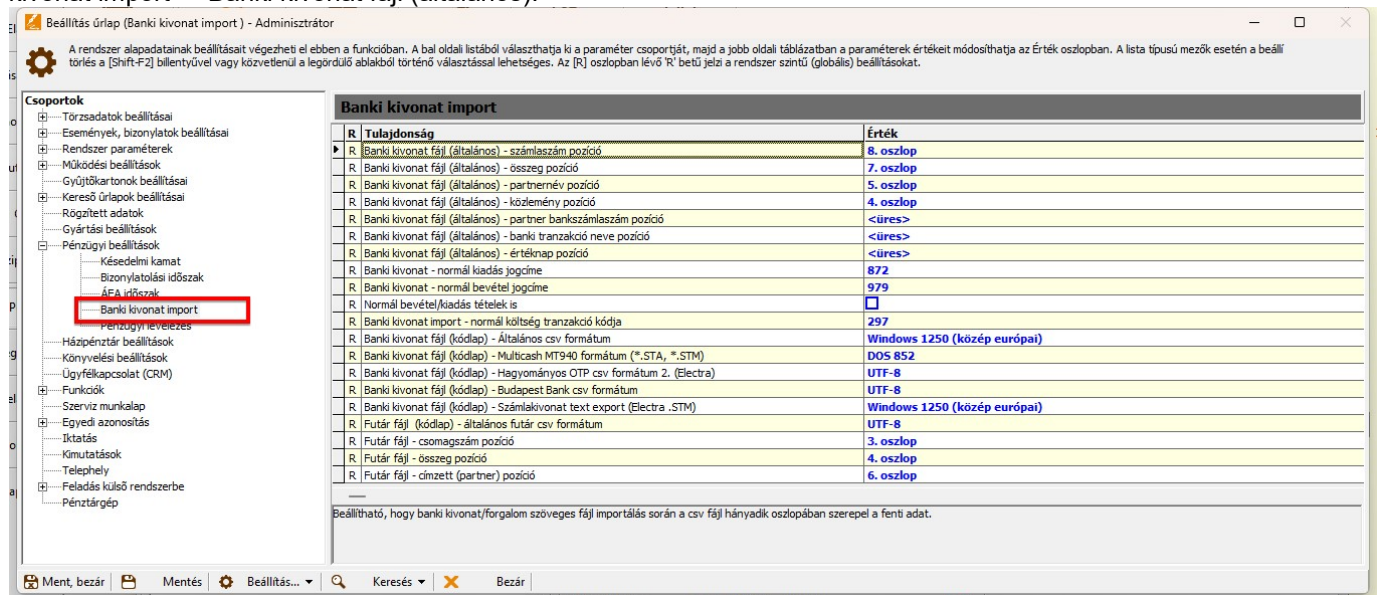 Beállítás űrlap (Banki kivonat import ) - Adminisztrátor
A rendszer alapadatainak beállításait végezheti el ebben a funkcióban. A bal oldali listából választhatja ki a paraméter csoportját, majd a jobb oldali táblázatban a paraméterek értékeit módosíthatja az Érték oszlopban. A lista típusú mezők esetén a beállí
törlés a [Shift-F2] billentyűvel vagy közvetlenül a legördülő ablakból történő választással lehetséges. Az [R] oszlopban lévő 'R' betű jelzi a rendszer szintű (globális) beállításokat.
Csoportok
Törzsadatok beállításai
Események, bizonylatok beállításai
Rendszer paraméterek
Működési beállítások
Gyûjtõkartonok beállításai
Keresõ ûrlapok beállításai
Rögzített adatok
Gyártási beállítások
Pénzügyi beállítások
Késedelmi kamat
Bizonylatolási időszak
ÁFA időszak
Banki kivonat import
Pénzügyi levelezés
Házipénztár beállítások
Könyvelési beállítások
Ügyfélkapcsolat (CRM)
Funkciók
Szerviz munkalap
Egyedi azonosítás
Iktatás
Kimutatások
Telephely
Feladás külsõ rendszerbe
Pénztárgép
Banki kivonat import
R Tulajdonság Érték
R Banki kivonat fájl (általános) - számlaszám pozíció 8. oszlop
R Banki kivonat fájl (általános) - összeg pozíció 7. oszlop
R Banki kivonat fájl (általános) - partnernév pozíció 5. oszlop
R Banki kivonat fájl (általános) - közlemény pozíció 4. oszlop
R Banki kivonat fájl (általános) - partner bankszámlaszám pozíció <üres>
R Banki kivonat fájl (általános) - banki tranzakció neve pozíció <üres>
R Banki kivonat fájl (általános) - értéknap pozíció <üres>
R Banki kivonat - normál kiadás jogcíme 872
R Banki kivonat - normál bevétel jogcíme 979
R Normál bevétel/kiadás tételek is
R Banki kivonat import - normál költség tranzakció kódja 297
R Banki kivonat fájl (kódlap) - Általános csv formátum Windows 1250 (közép európai)
R Banki kivonat fájl (kódlap) - Multicash MT940 formátum (*.STA, *.STM) DOS 852
R Banki kivonat fájl (kódlap) - Hagyományos OTP csv formátum 2. (Electra) UTF-8
R Banki kivonat fájl (kódlap) - Budapest Bank csv formátum UTF-8
R Banki kivonat fájl (kódlap) - Számlakivonat text export (Electra .STM) Windows 1250 (közép európai)
R Futár fájl (kódlap) - általános futár csv formátum UTF-8
R Futár fájl - csomagszám pozíció 3. oszlop
R Futár fájl - összeg pozíció 4. oszlop
R Futár fájl - címzett (partner) pozíció 6. oszlop
Beállítható, hogy banki kivonat/forgalom szöveges fájl importálás során a csv fájl hányadik oszlopában szerepel a fenti adat.
Ment, bezár Mentés Beállítás... Keresés Bezár